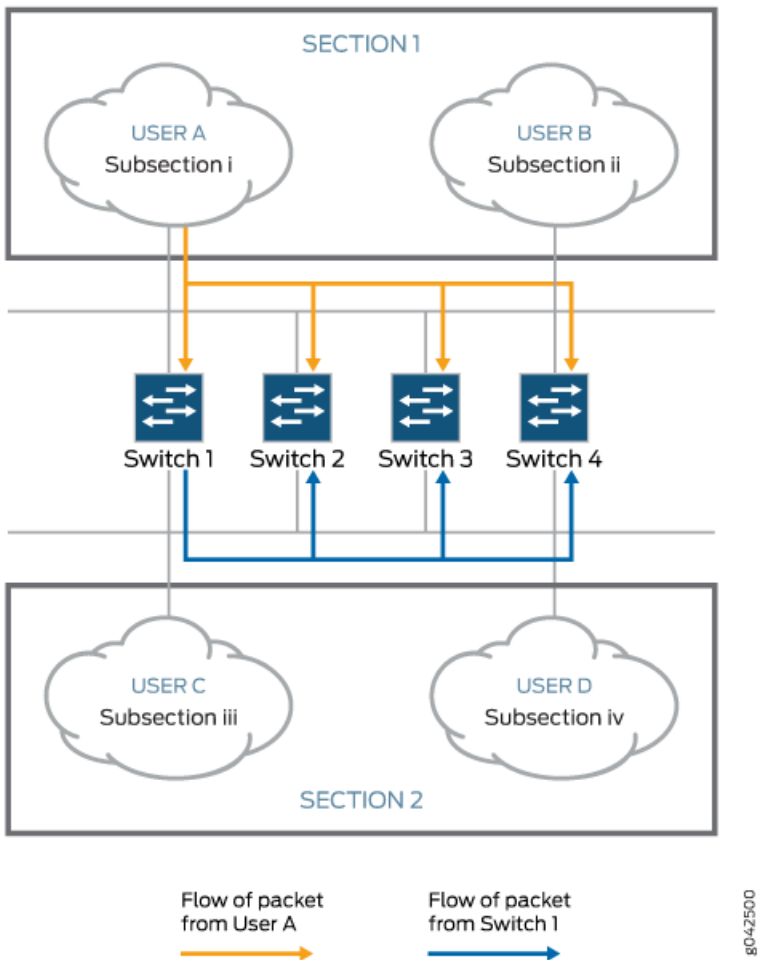 SECTION 1
USER A
Subsection i
USER B
Subsection ii
Switch 1
Switch 2
Switch 3
Switch 4
USER C
Subsection iii
USER D
Subsection iv
SECTION 2
Flow of packet
from User A
Flow of packet
from Switch 1
g042500